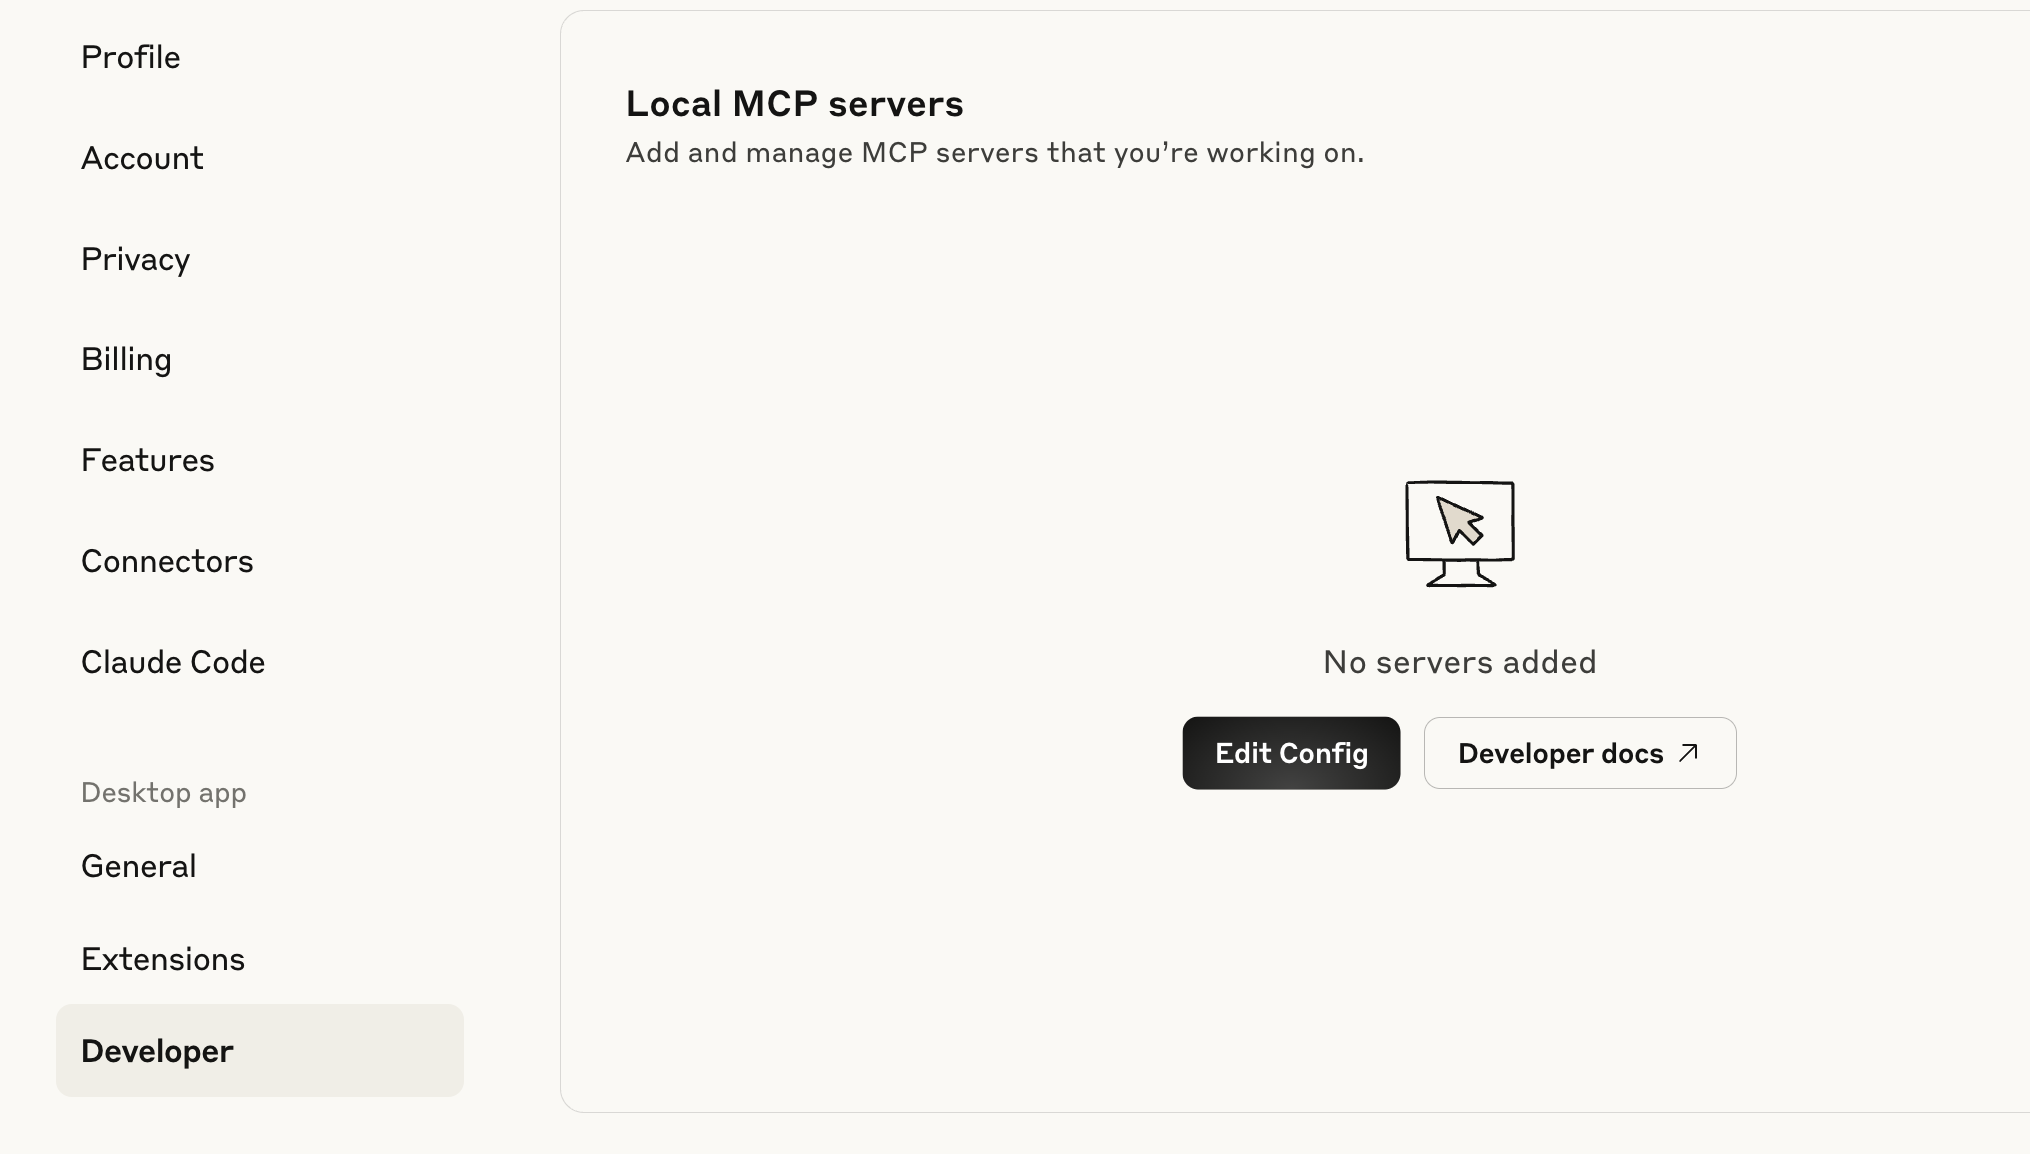 Profile
Account
Privacy
Billing
Features
Connectors
Claude Code
Desktop app
General
Extensions
Developer
Local MCP servers
Add and manage MCP servers that you’re working on.
No servers added
Edit Config
Developer docs